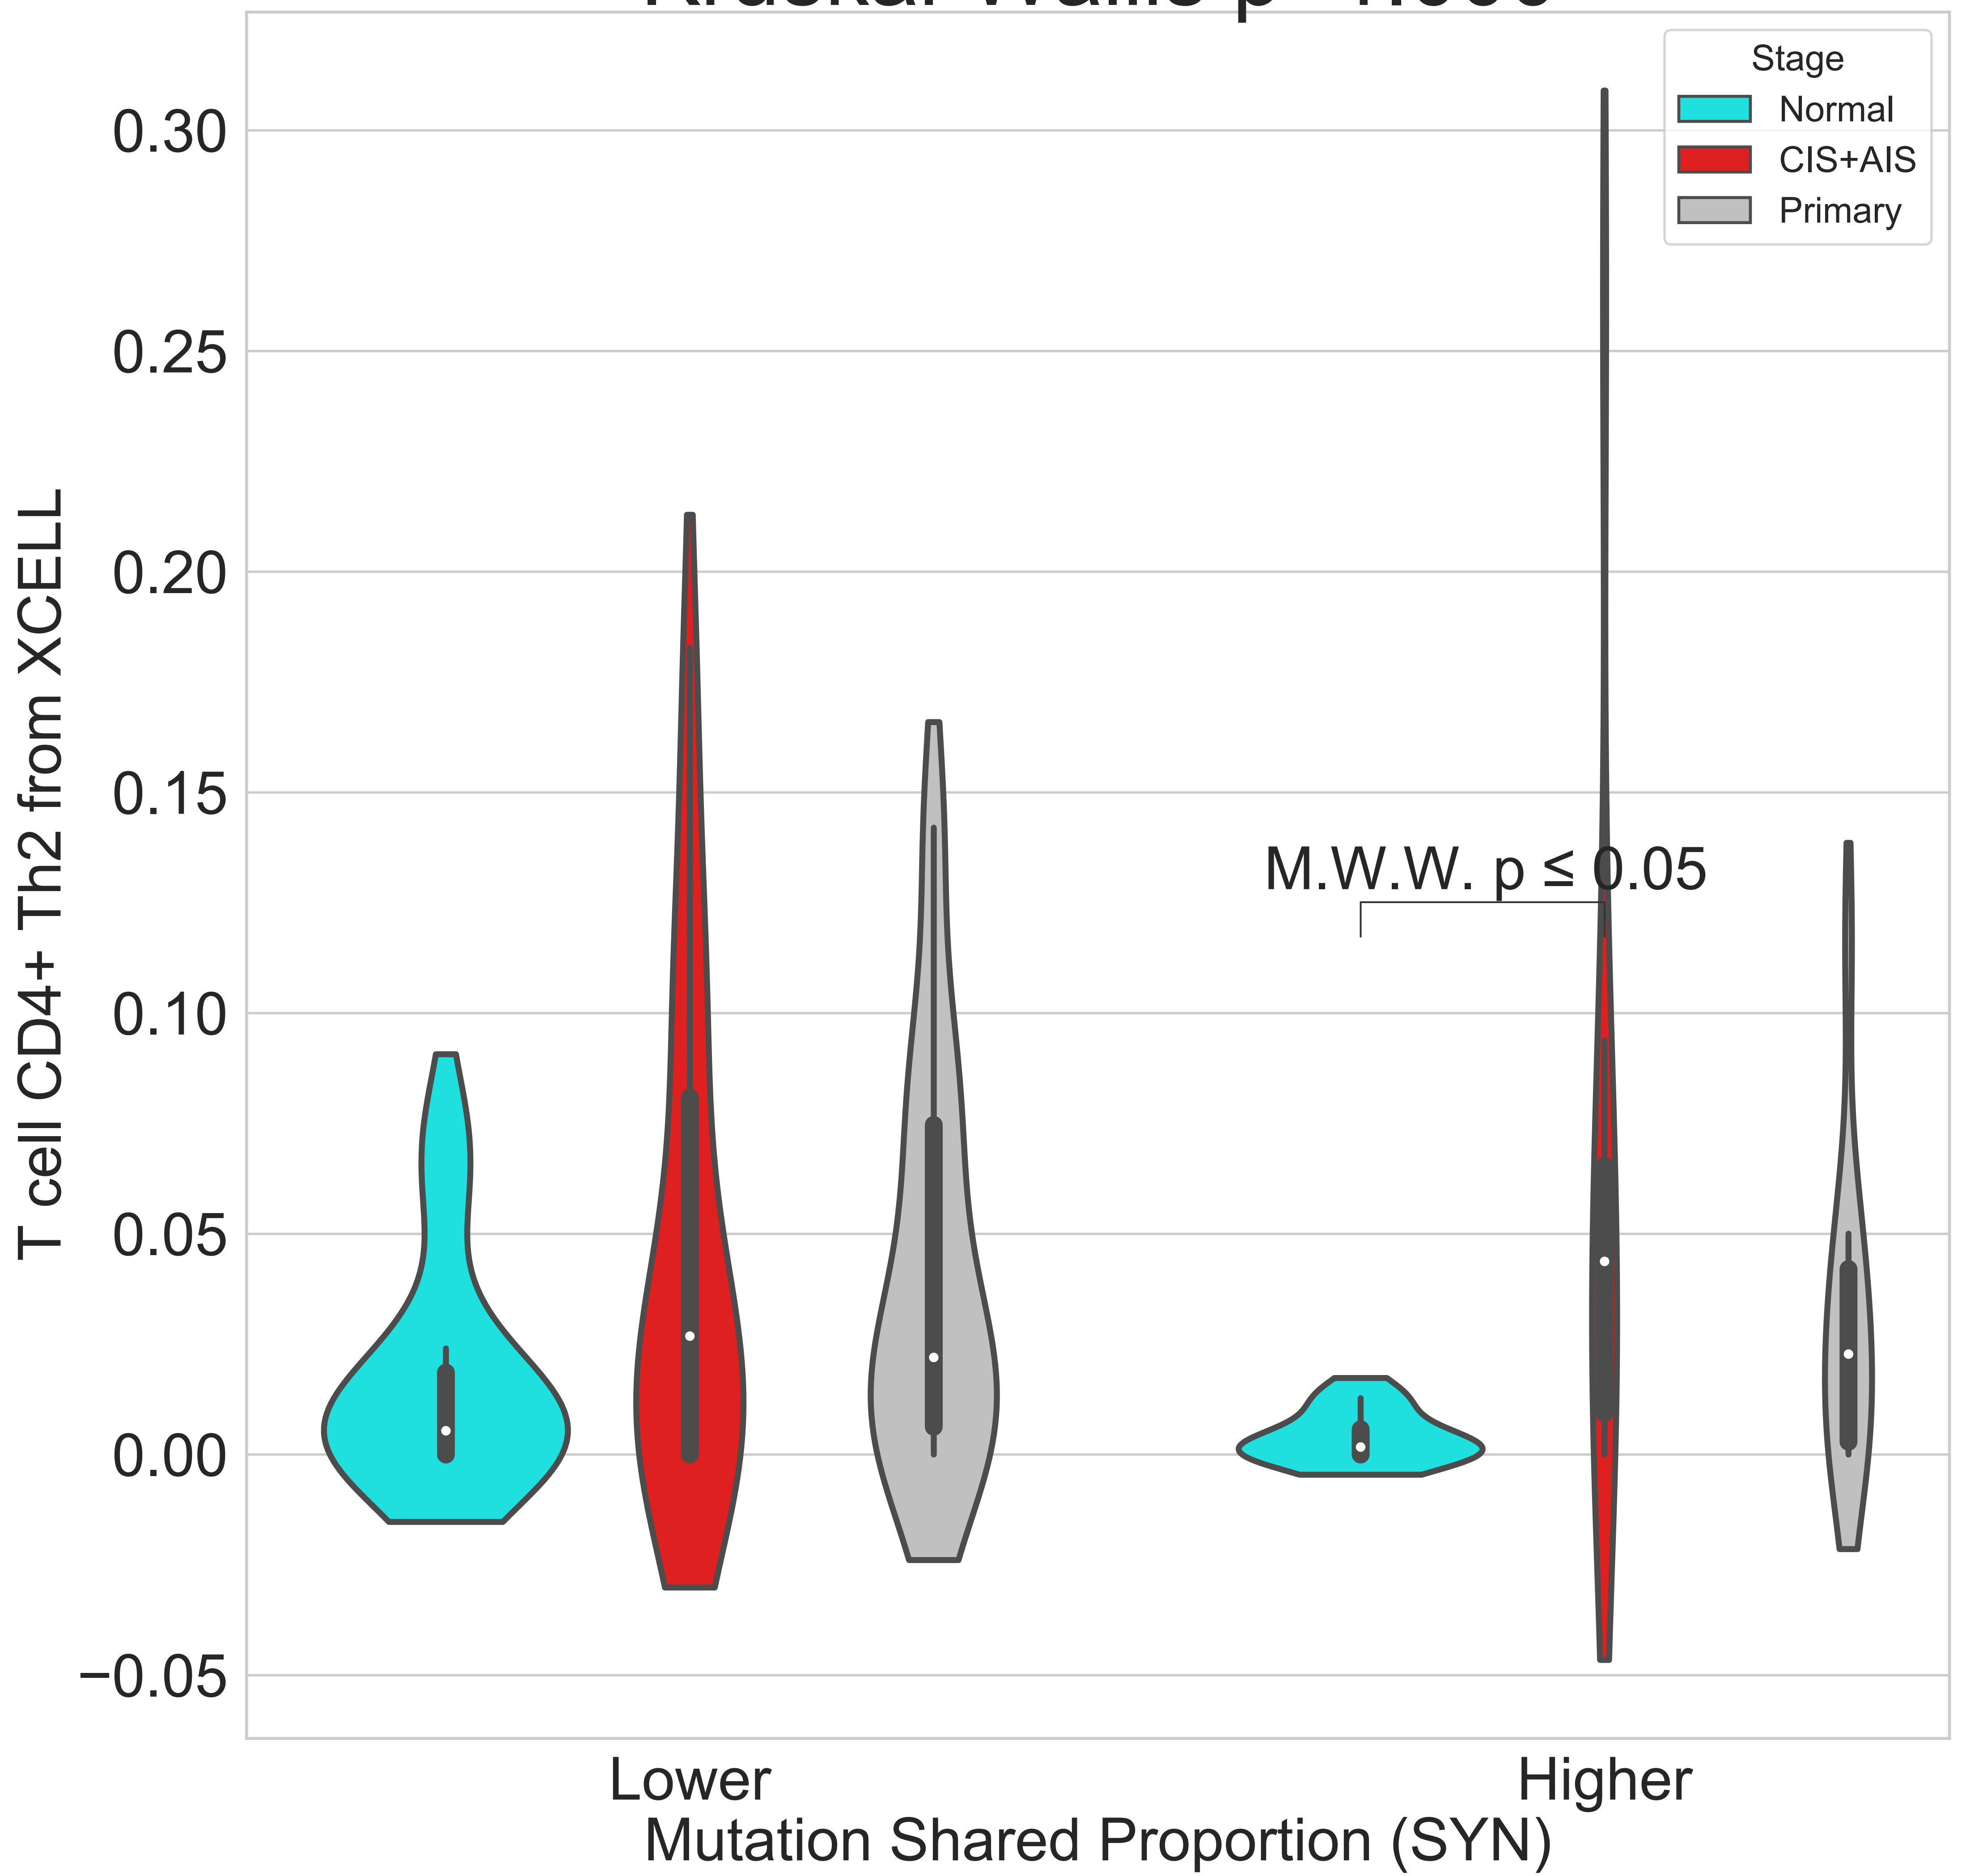 Stage
Normal
CIS+AIS
Primary
0.30
0.25
0.20
0.15
0.10
0.05
0.00
−0.05
T cell CD4+ Th2 from XCELL
M.W.W. p ≤ 0.05
Lower
Higher
Mutation Shared Proportion (SYN)